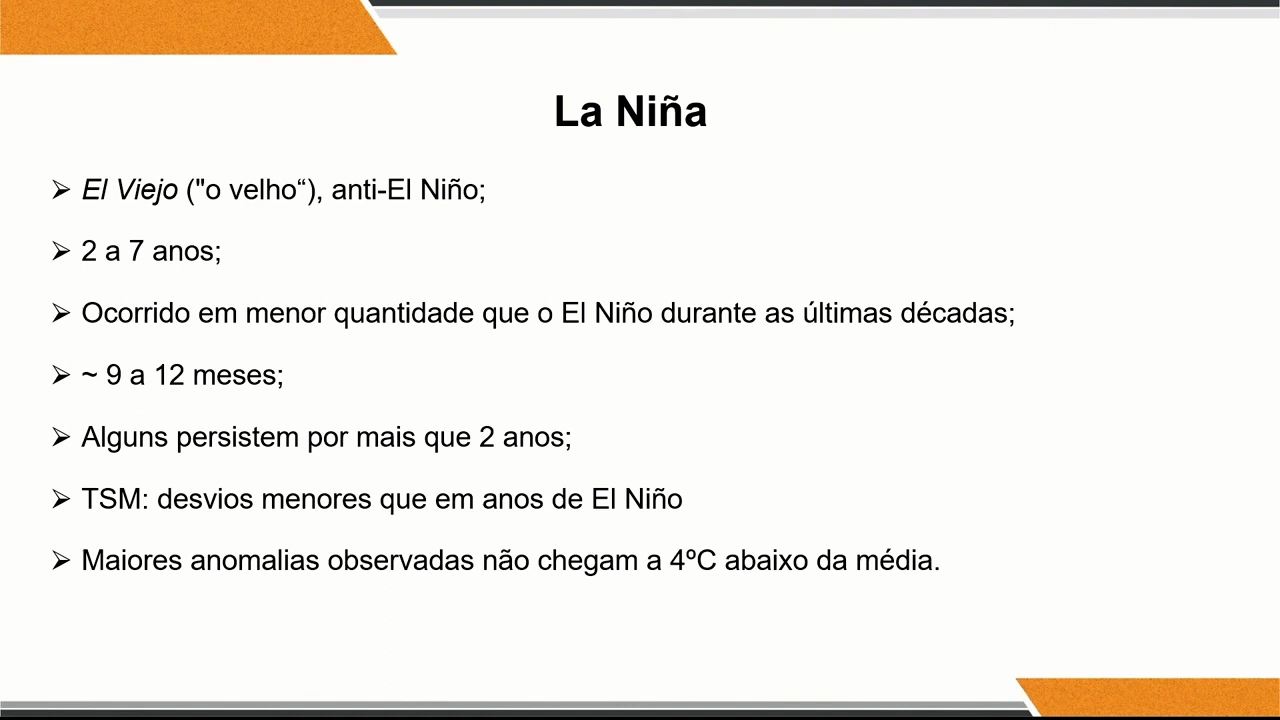 La Niña
➢ El Viejo ("o velho“), anti-El Niño;
➢ 2 a 7 anos;
➢ Ocorrido em menor quantidade que o El Niño durante as últimas décadas;
➢ ~ 9 a 12 meses;
➢ Alguns persistem por mais que 2 anos;
➢ TSM: desvios menores que em anos de El Niño
➢ Maiores anomalias observadas não chegam a 4ºC abaixo da média.